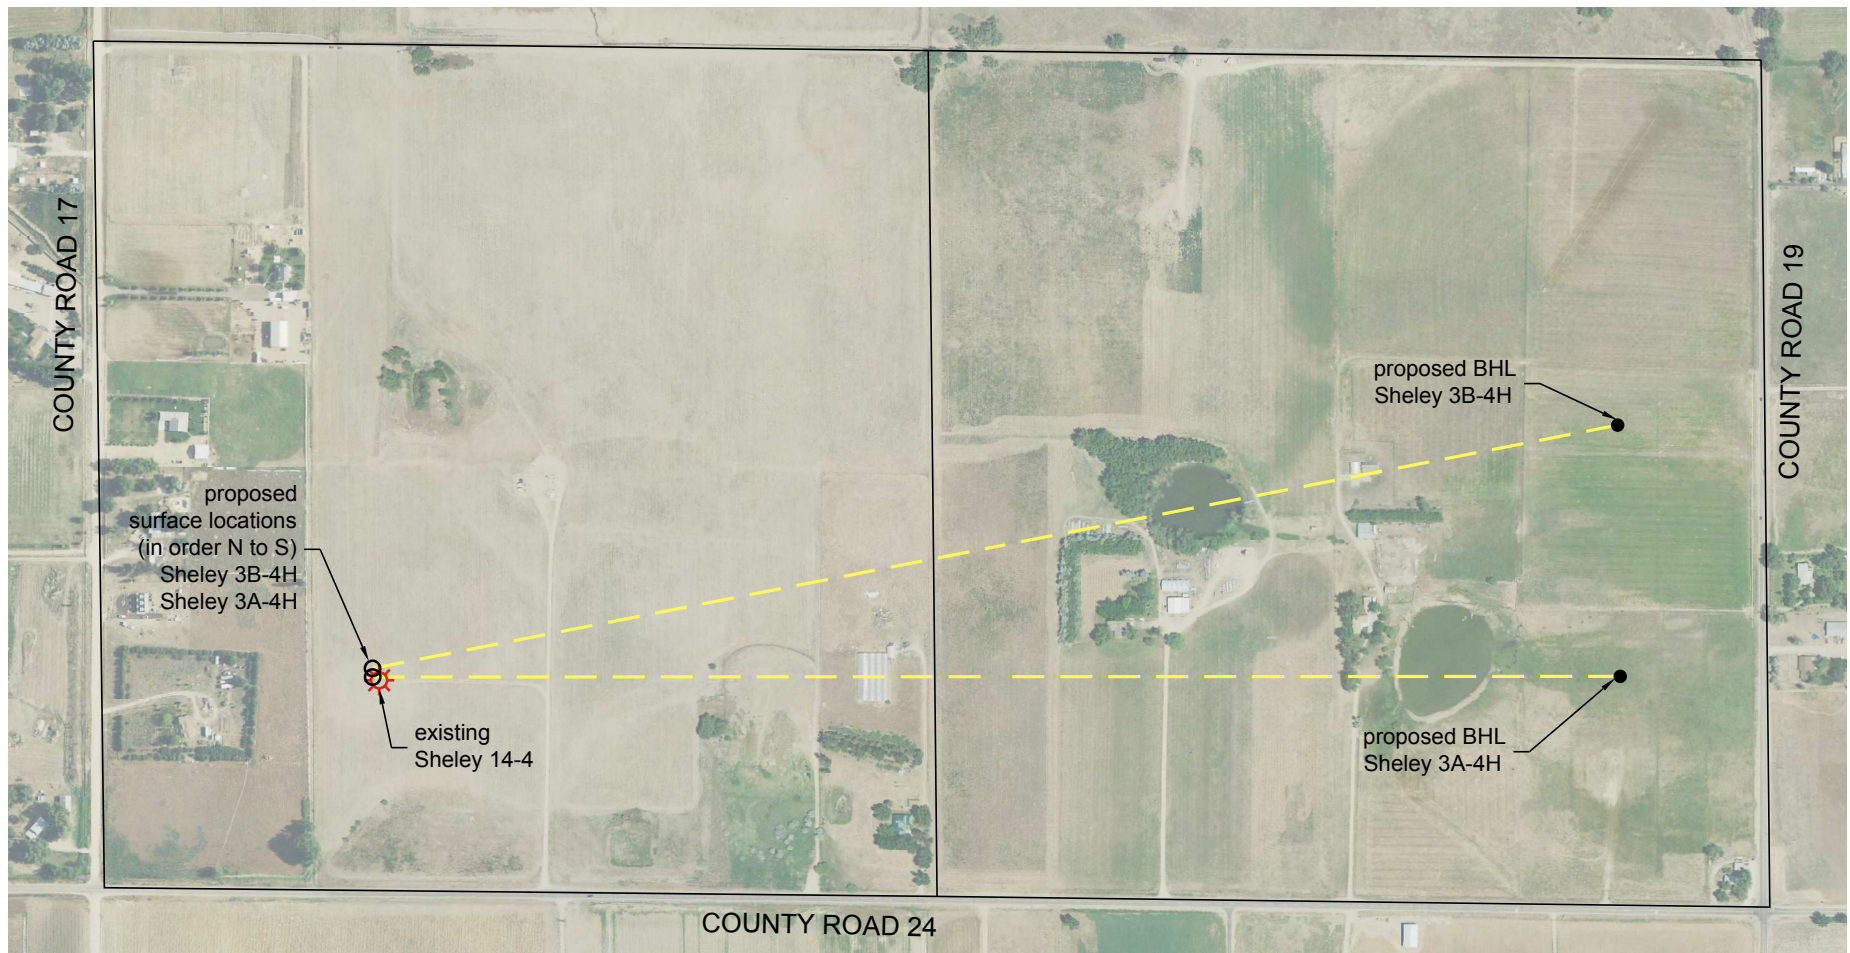 COUNTY ROAD 17
COUNTY ROAD 19
proposed BHL
Sheley 3B-4H
proposed
surface locations
(in order N to S)
Sheley 3B-4H
Sheley 3A-4H
existing
Sheley 14-4
proposed BHL
Sheley 3A-4H
COUNTY ROAD 24